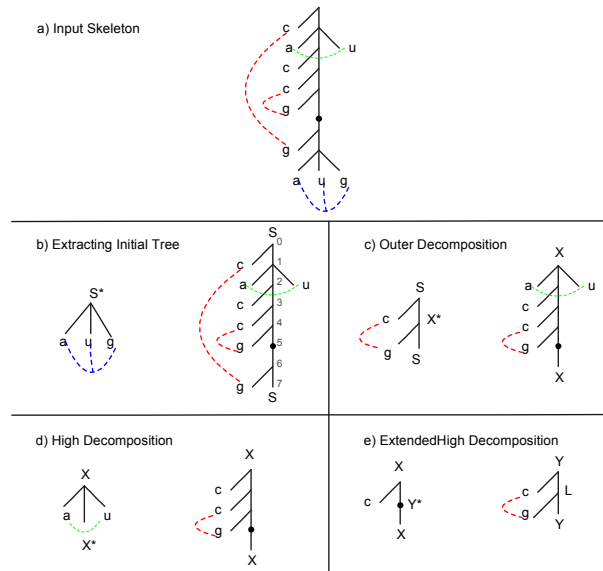 a) Input Skeleton
c
a u
c
c
g
g
a u g
b) Extracting Initial Tree
S*
a u g
S
0
c
1
a u
2
c
3
c
4
g
5
6
g
7
S
c) Outer Decomposition
S
c
X*
g
S
X
a u
c
c
g
X
d) High Decomposition
X
a u
X*
X
c
c
g
X
e) ExtendedHigh Decomposition
X
c Y*
X
Y
c
L
g
Y